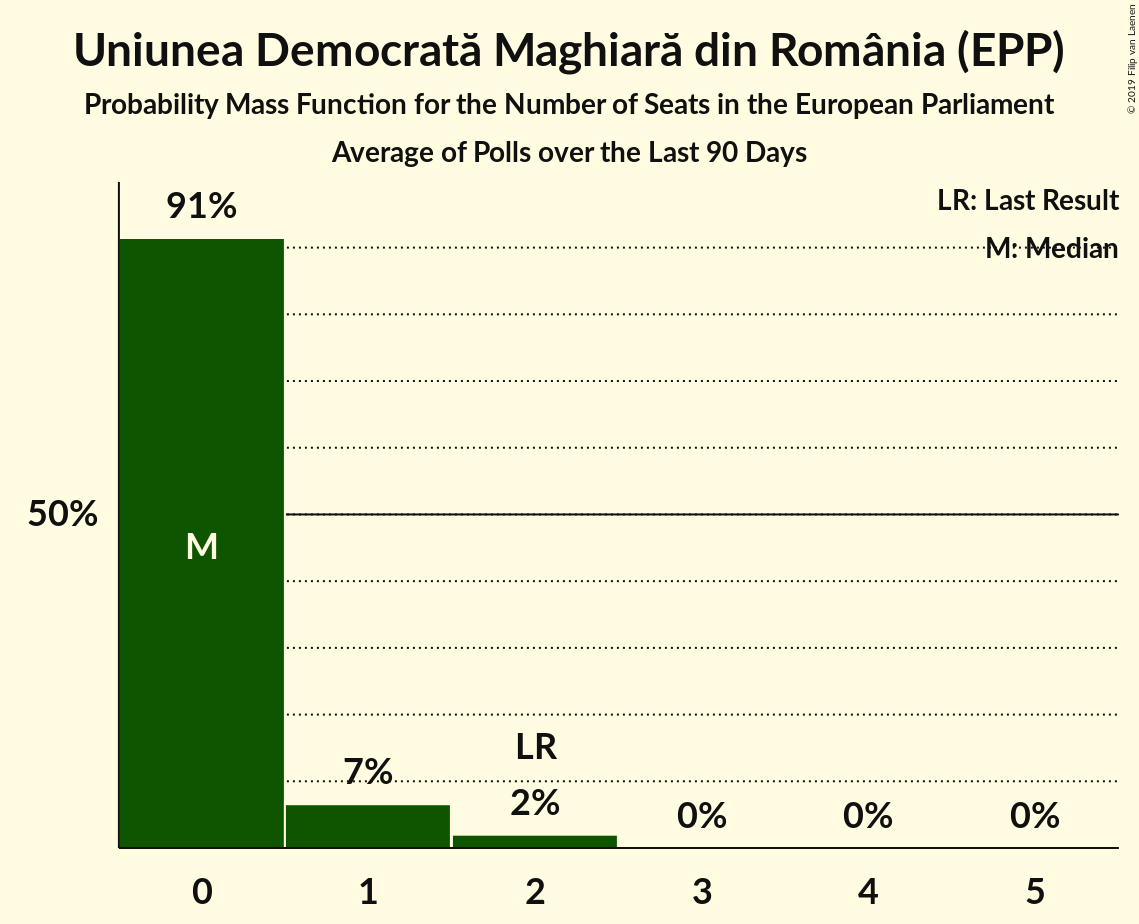 Uniunea Democrată Maghiară din România (EPP)
Probability Mass Function for the Number of Seats in the European Parliament
Average of Polls over the Last 90 Days
© 2019 Filip van Laenen
LR: Last Result
M: Median
91%
50%
M
LR
7%
2%
0%
0%
0%
0
1
2
3
4
5